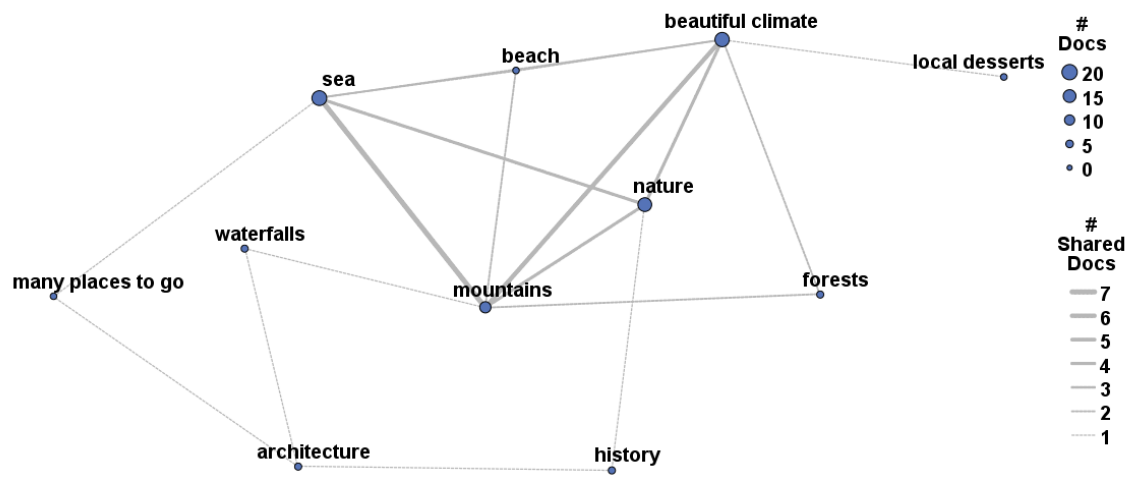 beautiful climate
beach
local desserts
sea
nature
waterfalls
many places to go
mountains
forests
architecture
history
#
Docs
20
15
10
5
0
#
Shared
Docs
7
6
5
4
3
2
1